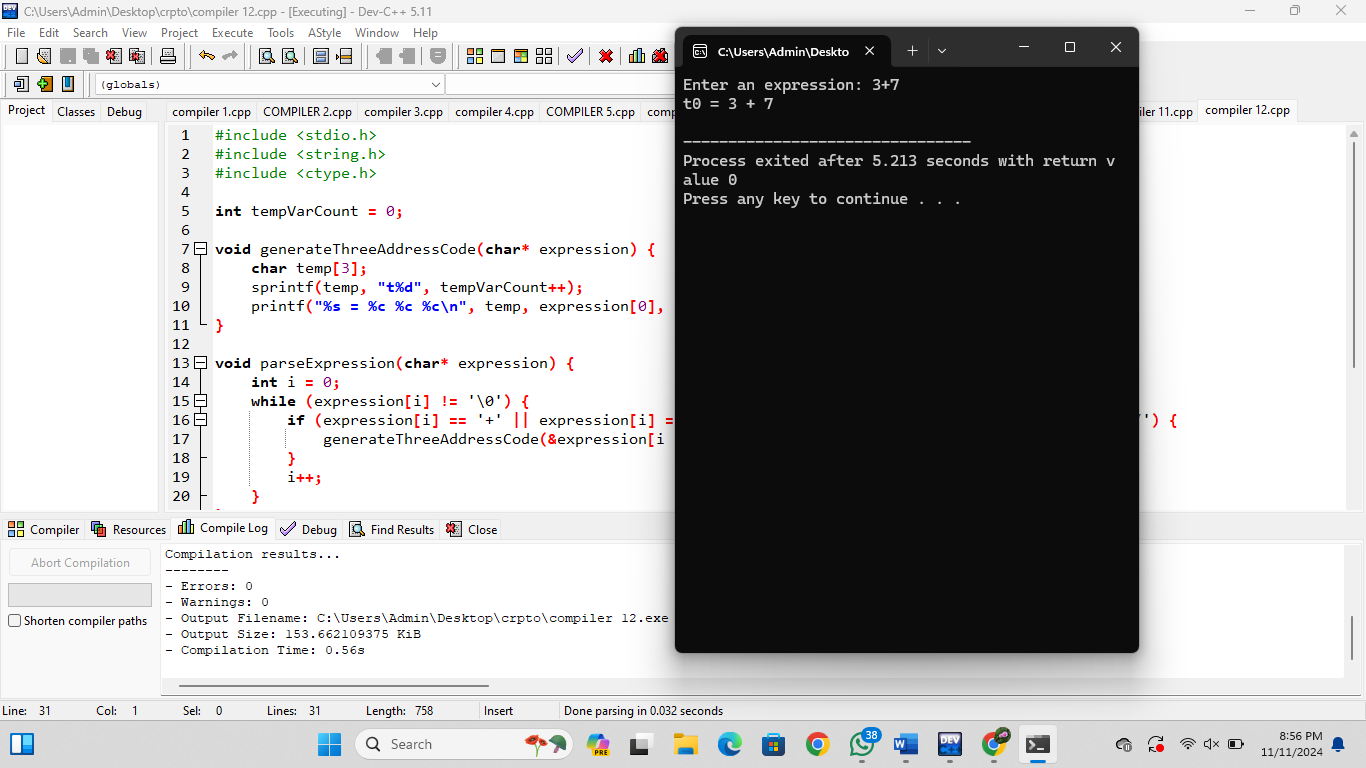 C:\Users\Admin\Desktop\crpto\compiler 12.cpp - [Executing] - Dev-C++ 5.11
File Edit Search View Project Execute Tools AStyle Window Help
(globals)
Project Classes Debug
compiler 1.cpp COMPILER 2.cpp compiler 3.cpp compiler 4.cpp COMPILER 5.cpp comp iler 11.cpp compiler 12.cpp
1 #include <stdio.h>
2 #include <string.h>
3 #include <ctype.h>
4
5 int tempVarCount = 0;
6
7 void generateThreeAddressCode(char* expression) {
8 char temp[3];
9 sprintf(temp, "t%d", tempVarCount++);
10 printf("%s = %c %c %c\n", temp, expression[0],
11 }
12
13 void parseExpression(char* expression) {
14 int i = 0;
15 while (expression[i] != '\0') {
16 if (expression[i] == '+' || expression[i] = ') {
17 generateThreeAddressCode(&expression[i
18 }
19 i++;
20 }
C:\Users\Admin\Deskto
Enter an expression: 3+7
t0 = 3 + 7
--------------------------------
Process exited after 5.213 seconds with return v
alue 0
Press any key to continue . . .
Compiler Resources Compile Log Debug Find Results Close
Abort Compilation
Shorten compiler paths
Compilation results...
--------
- Errors: 0
- Warnings: 0
- Output Filename: C:\Users\Admin\Desktop\crpto\compiler 12.exe
- Output Size: 153.662109375 KiB
- Compilation Time: 0.56s
Line: 31 Col: 1 Sel: 0 Lines: 31 Length: 758 Insert Done parsing in 0.032 seconds
Search
PRE
38
DEV
8:56 PM
11/11/2024